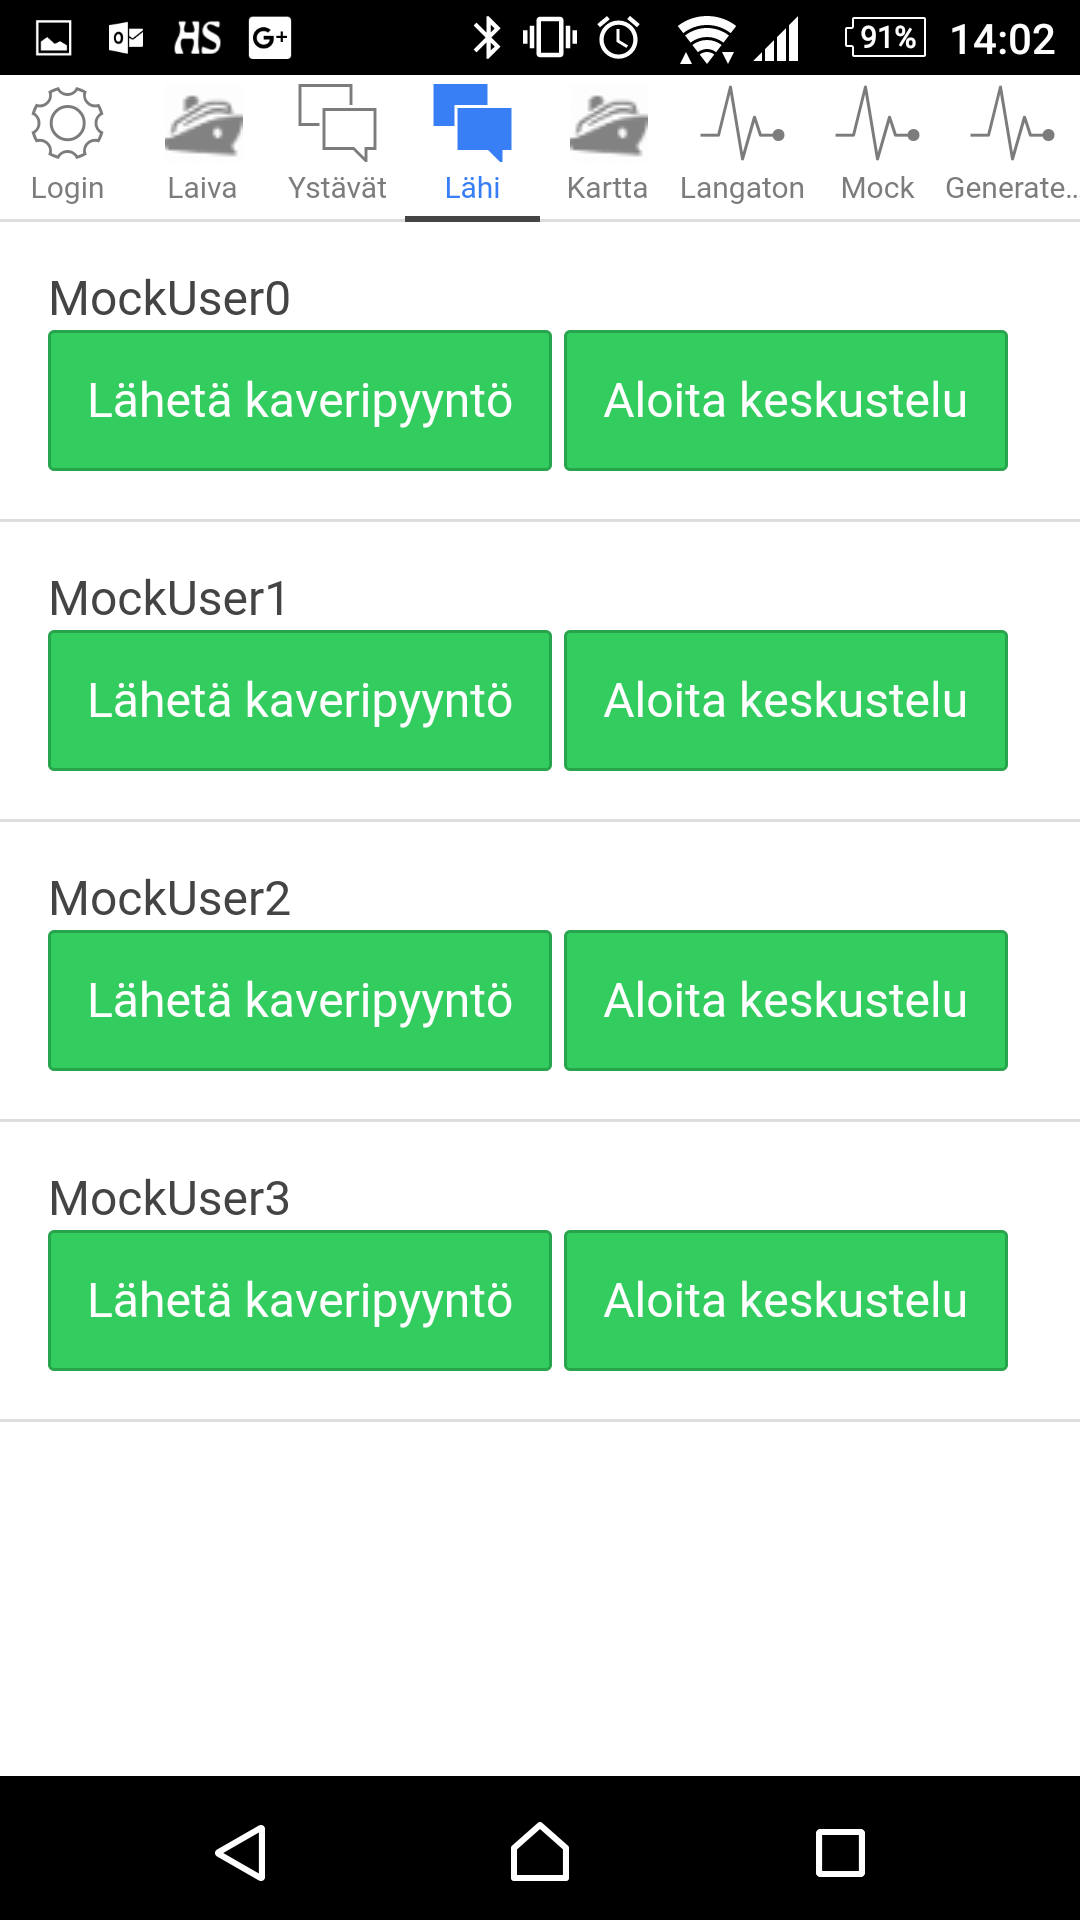 HS G+ 91% 14:02
Login Laiva Ystävät Lähi Kartta Langaton Mock Generate...
MockUser0
Lähetä kaveripyyntö Aloita keskustelu
MockUser1
Lähetä kaveripyyntö Aloita keskustelu
MockUser2
Lähetä kaveripyyntö Aloita keskustelu
MockUser3
Lähetä kaveripyyntö Aloita keskustelu